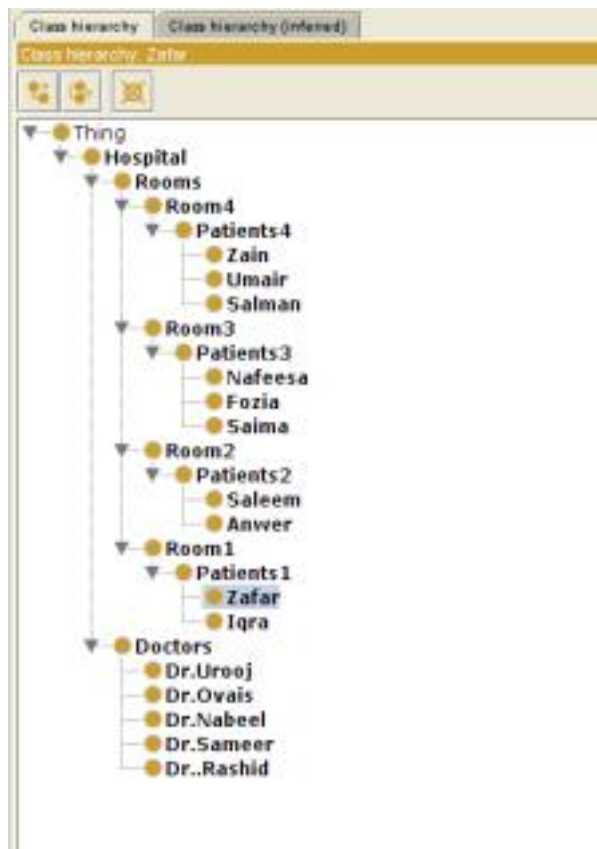 Class hierarchy Class hierarchy (inferred)
Class hierarchy: Zafar
Thing
Hospital
Rooms
Room4
Patients4
Zain
Umair
Salman
Room3
Patients3
Nafeesa
Fozia
Saima
Room2
Patients2
Saleem
Anwer
Room1
Patients1
Zafar
Iqra
Doctors
Dr.Urooj
Dr.Ovais
Dr.Nabeel
Dr.Sameer
Dr..Rashid